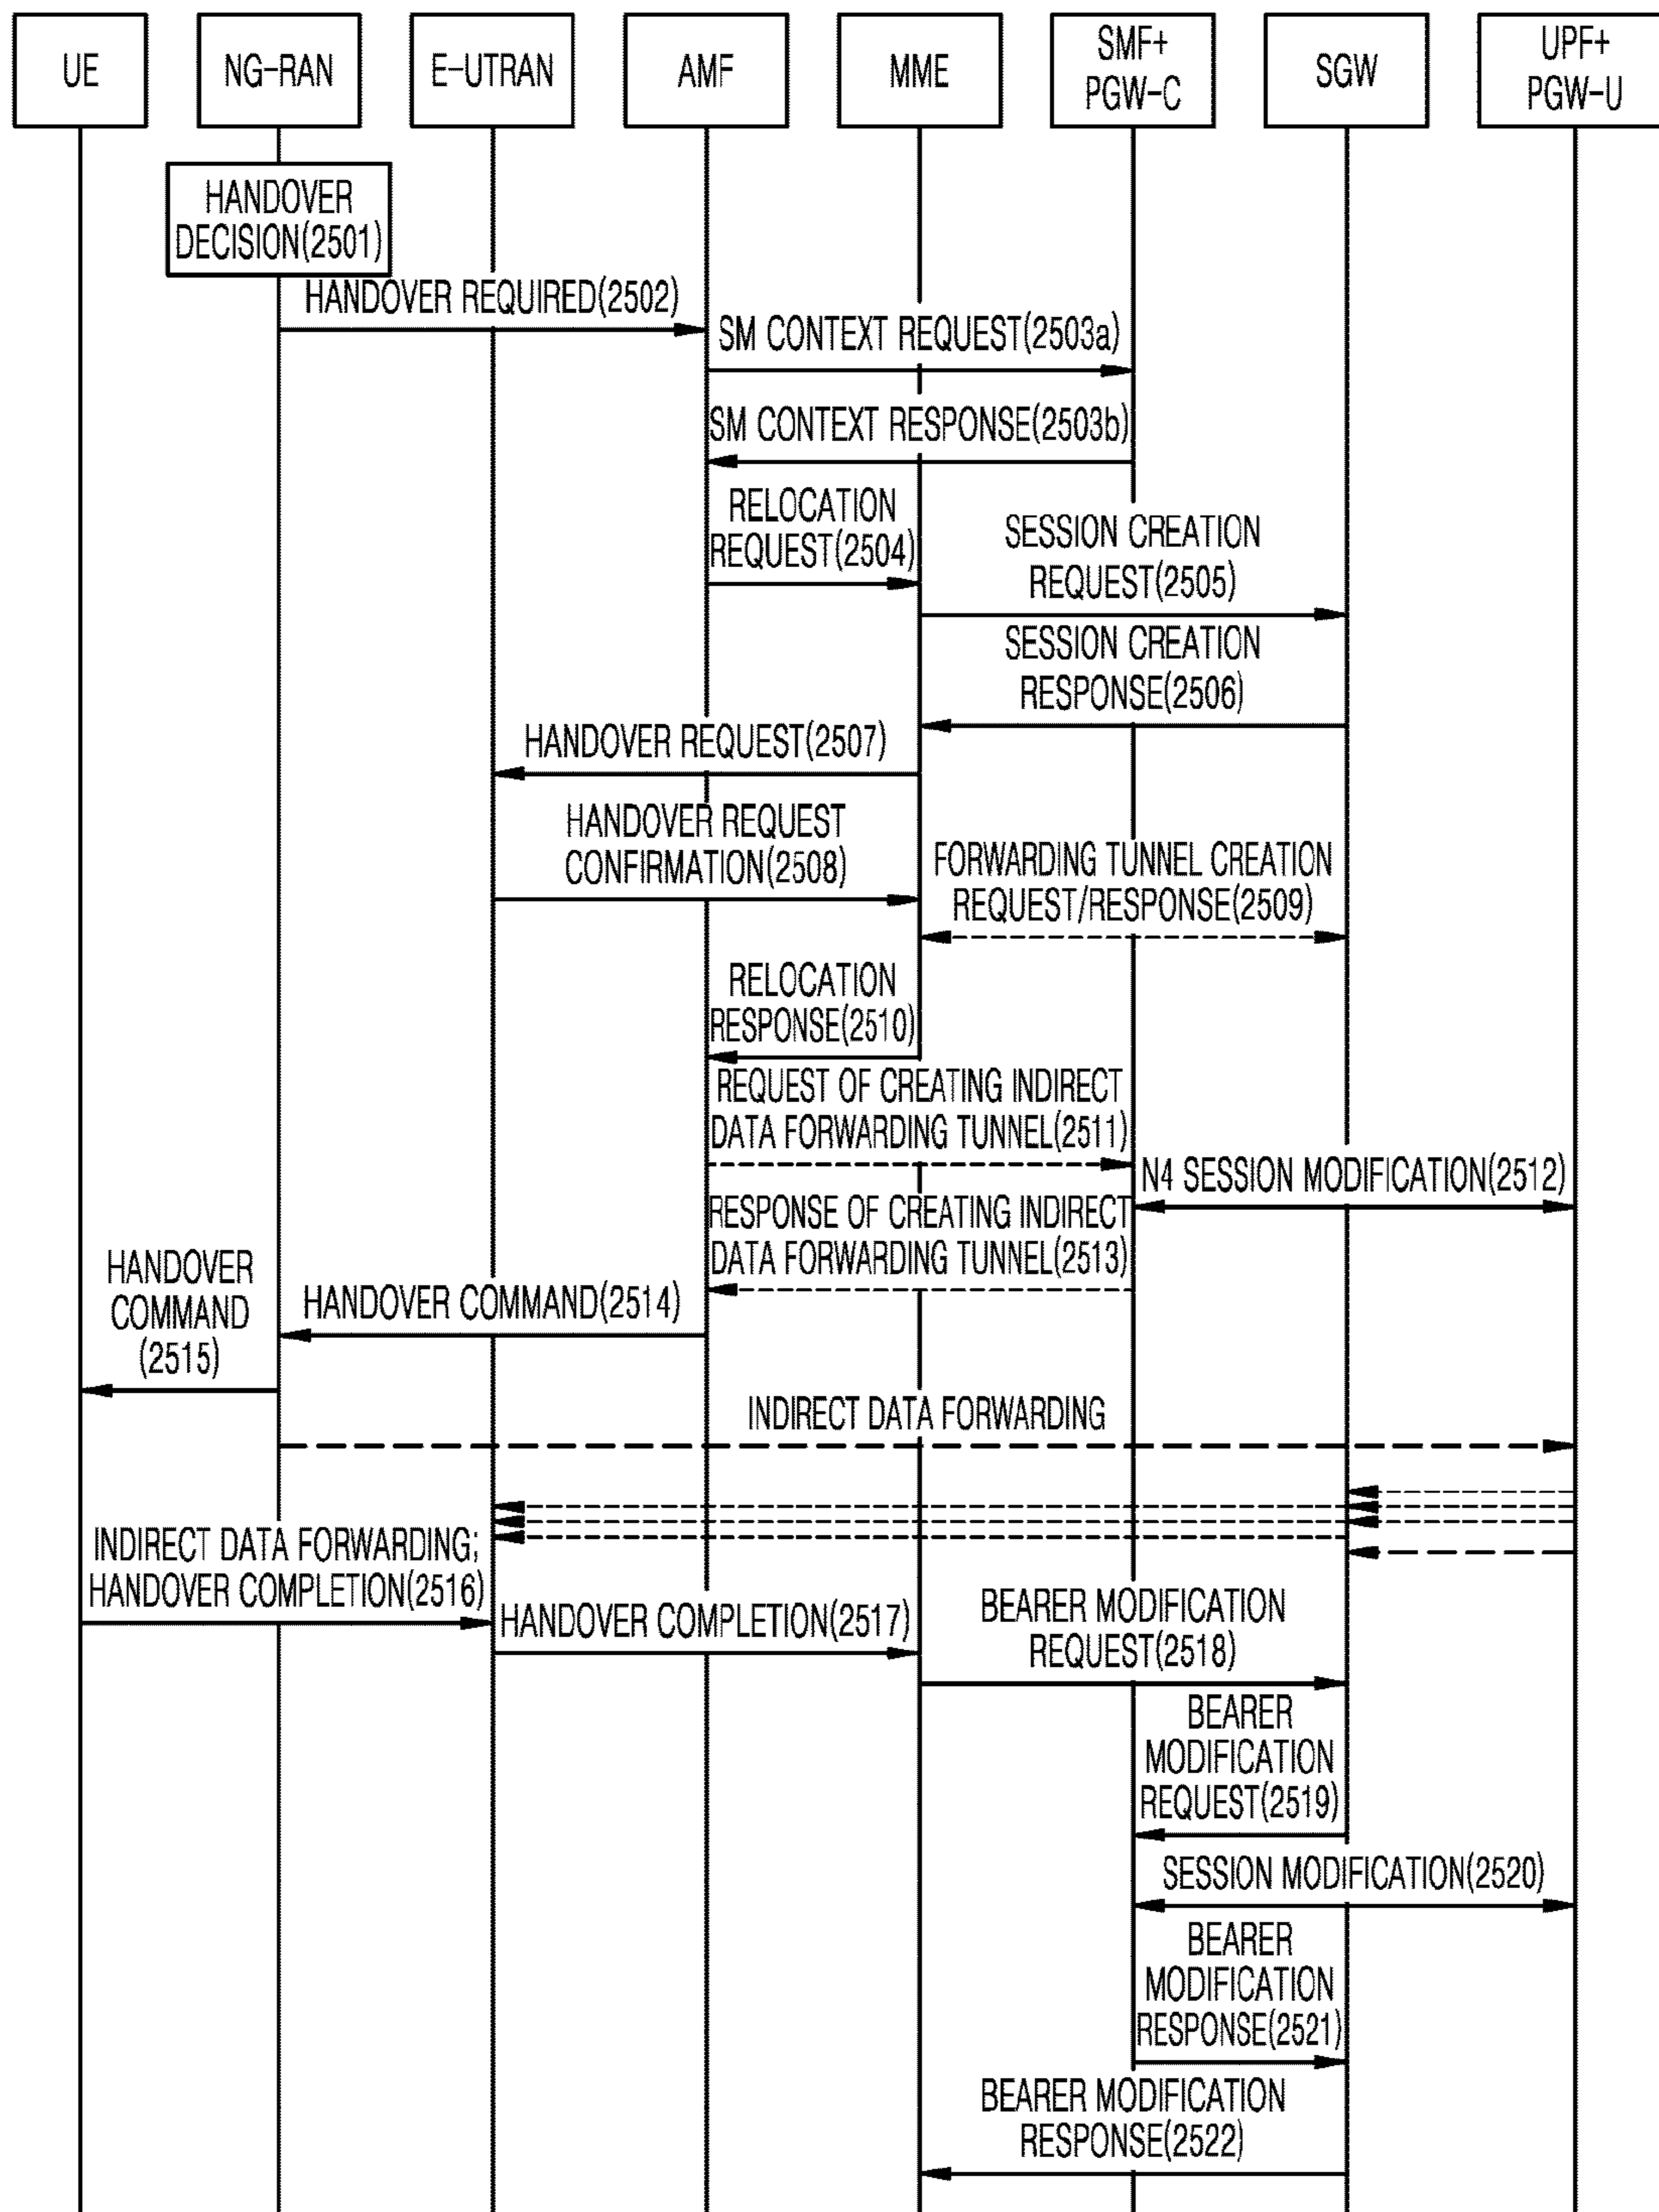 UE
NG-RAN
E-UTRAN
AMF
MME
SMF+
PGW-C
SGW
UPF+
PGW-U
HANDOVER
DECISION(2501)
HANDOVER REQUIRED(2502)
SM CONTEXT REQUEST(2503a)
SM CONTEXT RESPONSE(2503b)
RELOCATION
REQUEST(2504)
SESSION CREATION
REQUEST(2505)
SESSION CREATION
RESPONSE(2506)
HANDOVER REQUEST(2507)
HANDOVER REQUEST
CONFIRMATION(2508)
FORWARDING TUNNEL CREATION
REQUEST/RESPONSE(2509)
RELOCATION
RESPONSE(2510)
REQUEST OF CREATING INDIRECT
DATA FORWARDING TUNNEL(2511)
N4 SESSION MODIFICATION(2512)
RESPONSE OF CREATING INDIRECT
DATA FORWARDING TUNNEL(2513)
HANDOVER COMMAND(2514)
HANDOVER
COMMAND
(2515)
INDIRECT DATA FORWARDING
INDIRECT DATA FORWARDING;
HANDOVER COMPLETION(2516)
HANDOVER COMPLETION(2517)
BEARER MODIFICATION
REQUEST(2518)
BEARER
MODIFICATION
REQUEST(2519)
SESSION MODIFICATION(2520)
BEARER
MODIFICATION
RESPONSE(2521)
BEARER MODIFICATION
RESPONSE(2522)